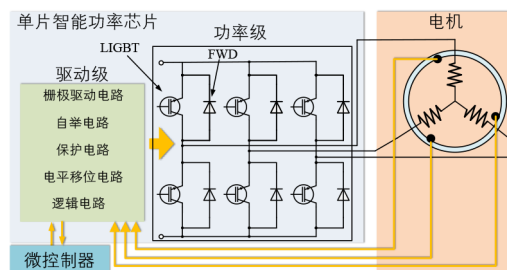 单片智能功率芯片
电机
功率级
LIGBT
FWD
驱动级
栅极驱动电路
自举电路
保护电路
电平移位电路
逻辑电路
微控制器